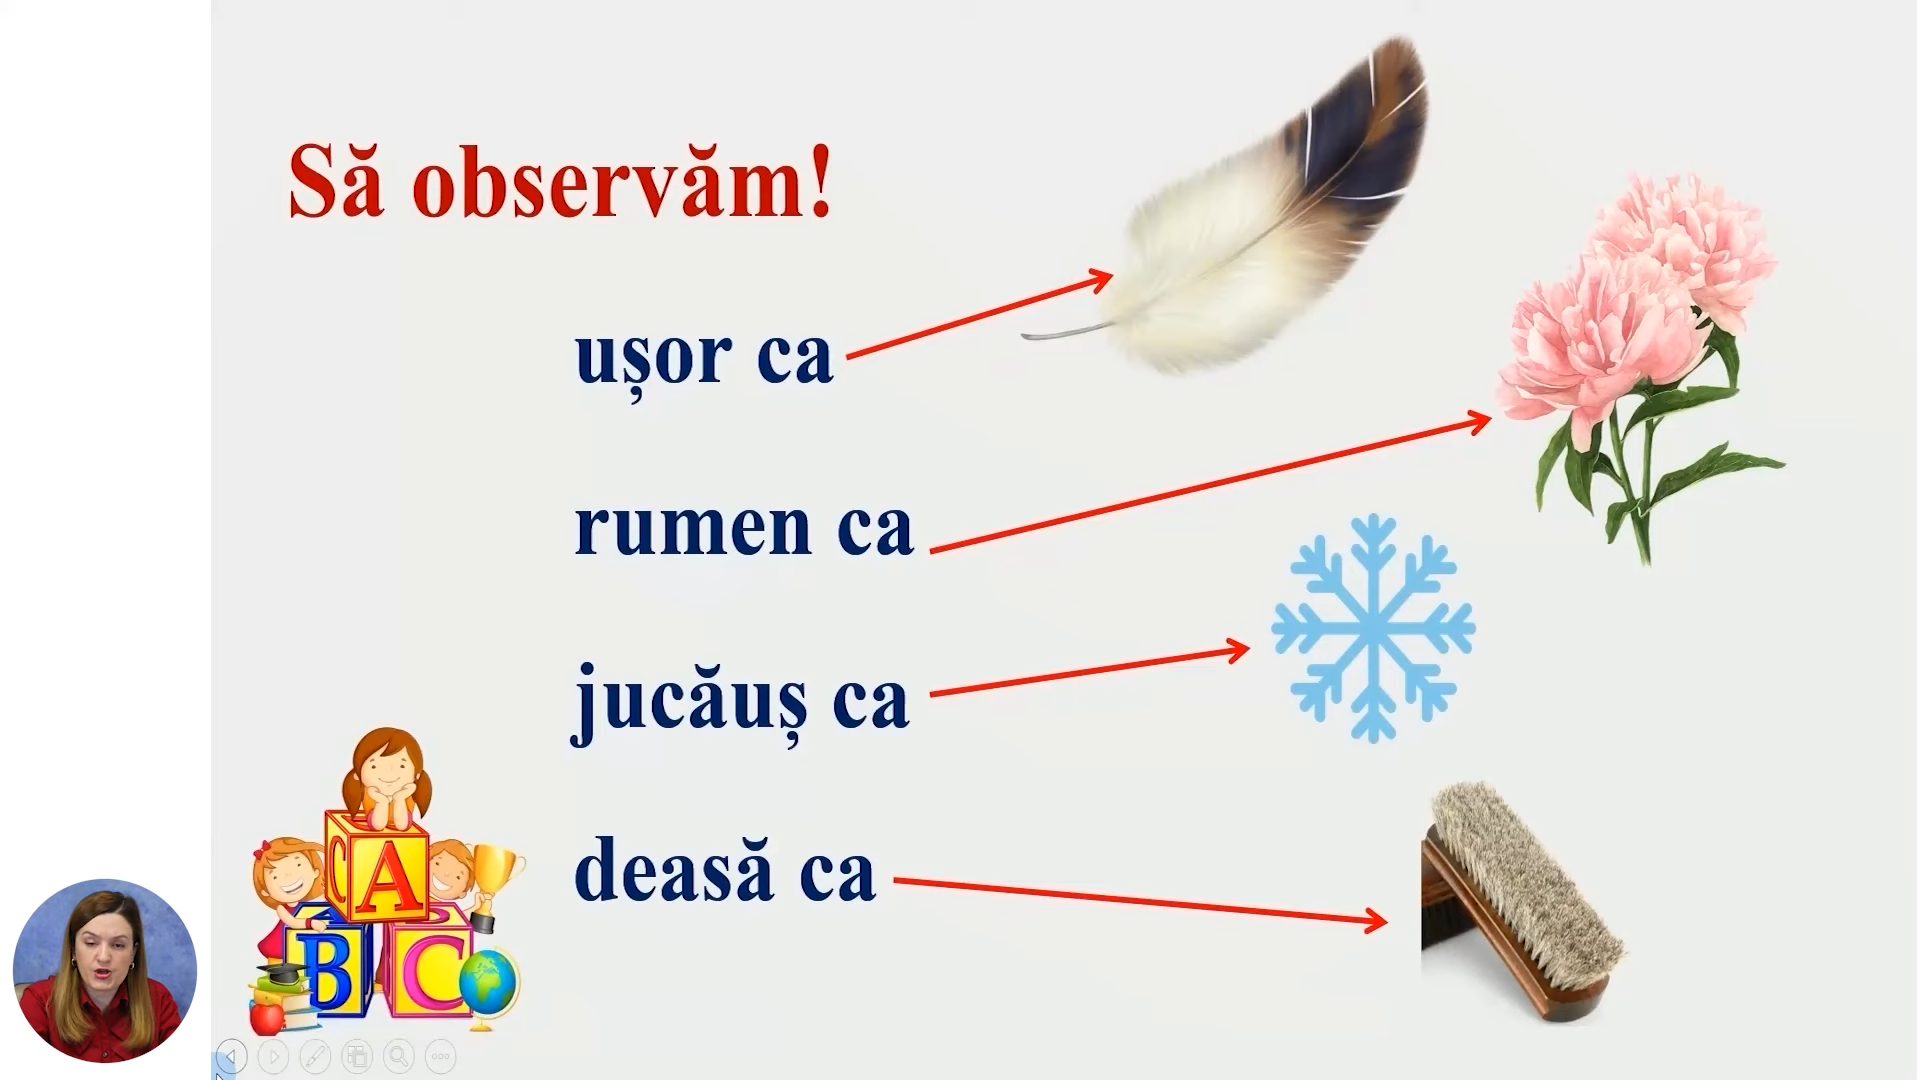 Să observăm!
ușor ca
rumen ca
jucăuș ca
deasă ca
C A
B C